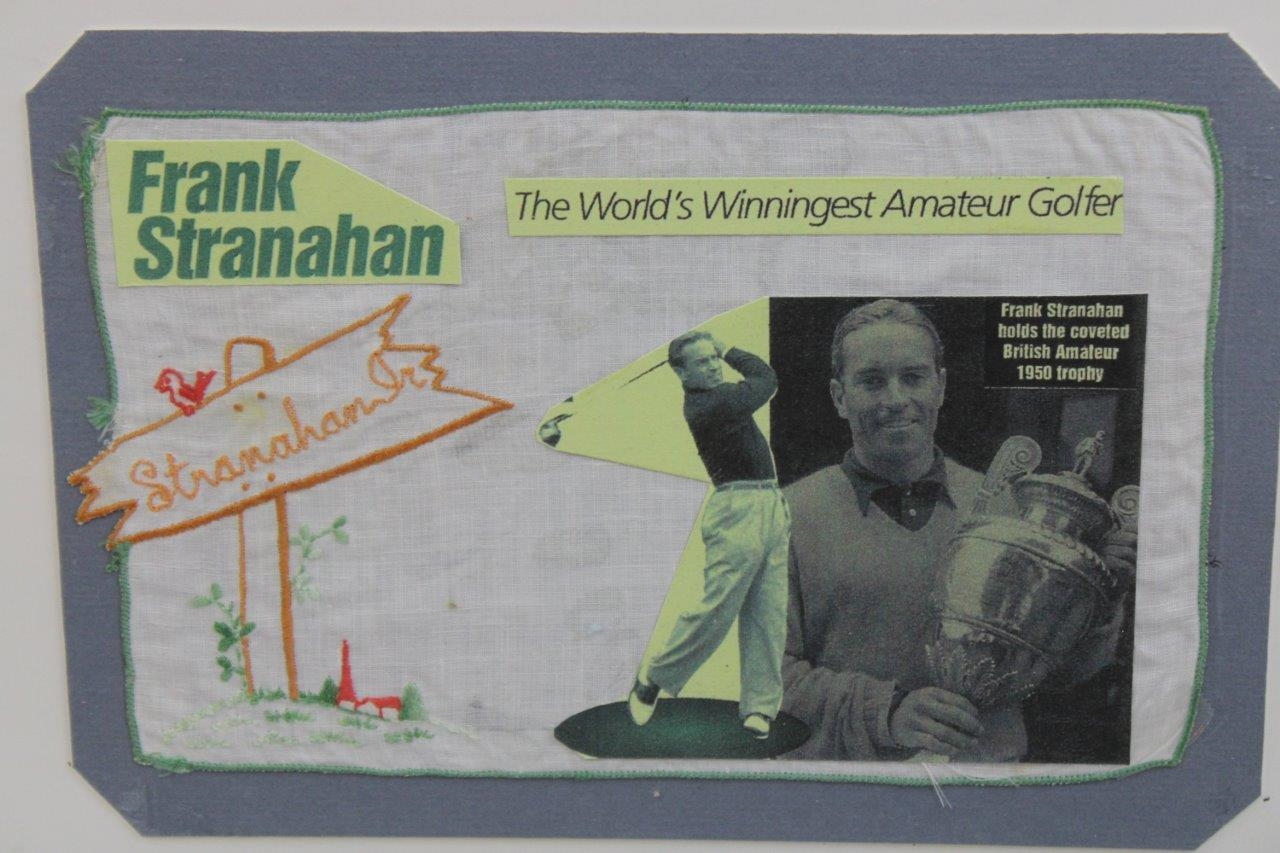 Frank
Stranahan
The World's Winningest Amateur Golfer
Frank Stranahan
holds the coveted
British Amateur
1950 trophy
Stranahan Jr